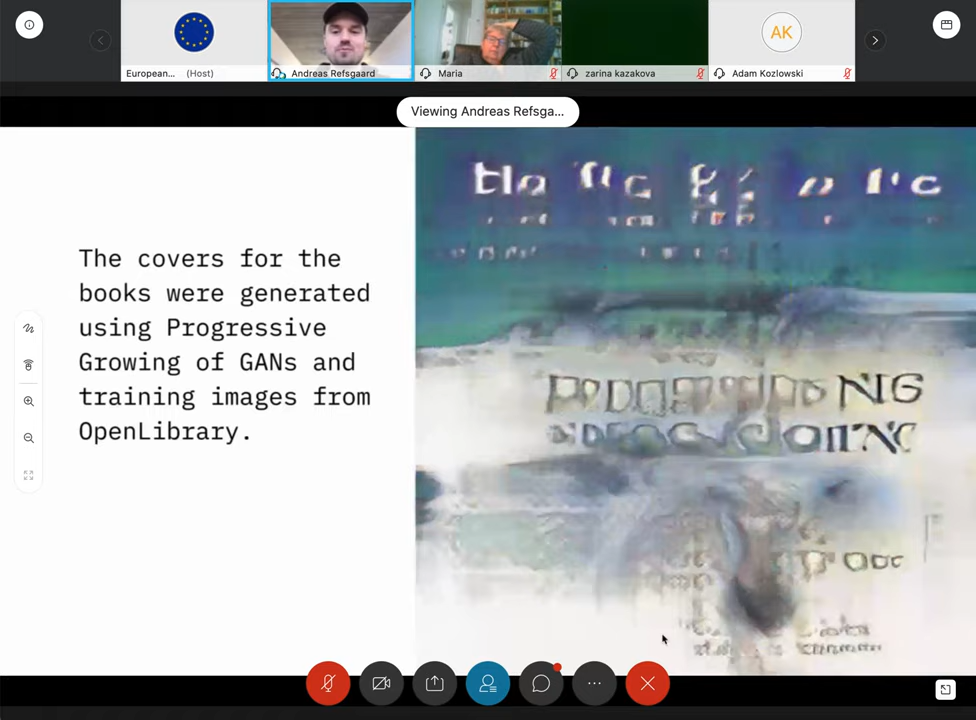 European... (Host)
Andreas Refsgaard
Maria
zarina kazakova
AK
Adam Kozlowski
Viewing Andreas Refsga...
The covers for the
books were generated
using Progressive
Growing of GANs and
training images from
OpenLibrary.